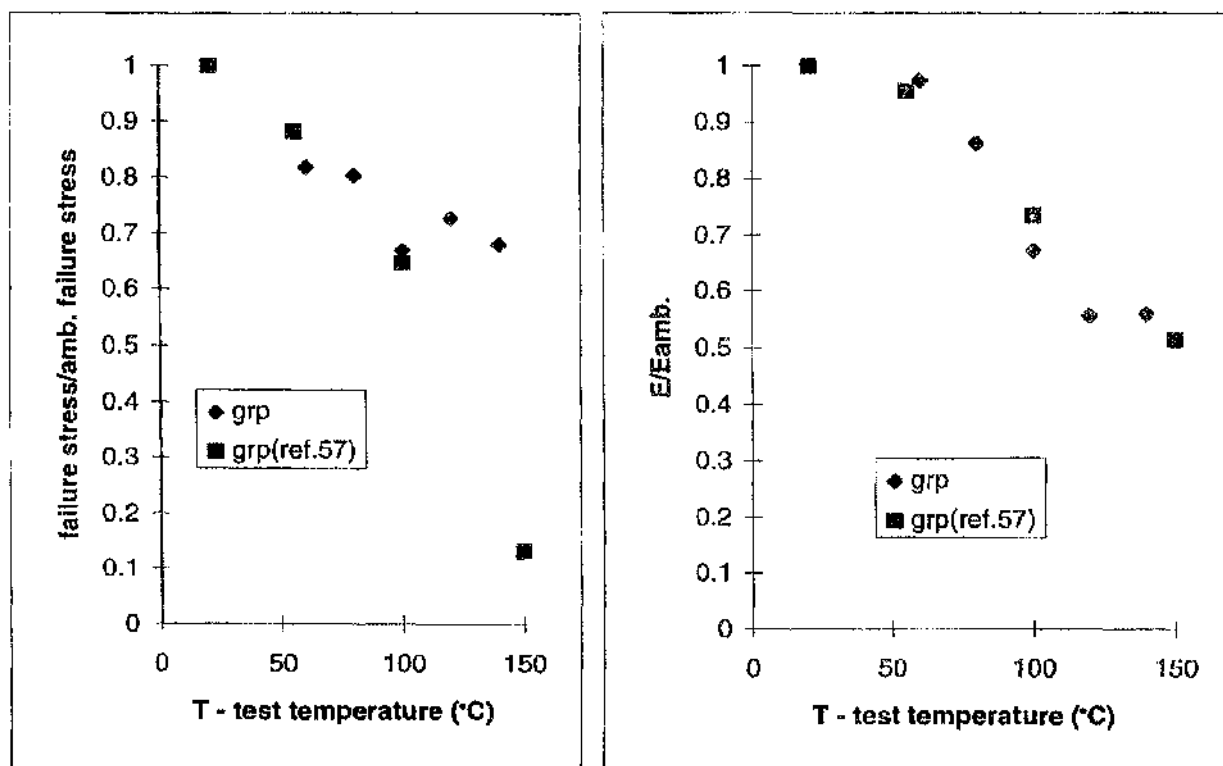 failure stress/amb. failure stress
1
0.9
0.8
0.7
0.6
0.5
0.4
0.3
0.2
0.1
0
grp
grp(ref.57)
0 50 100 150
T - test temperature (°C)
E/Eamb.
1
0.9
0.8
0.7
0.6
0.5
0.4
0.3
0.2
0.1
0
grp
grp(ref.57)
0 50 100 150
T - test temperature (°C)